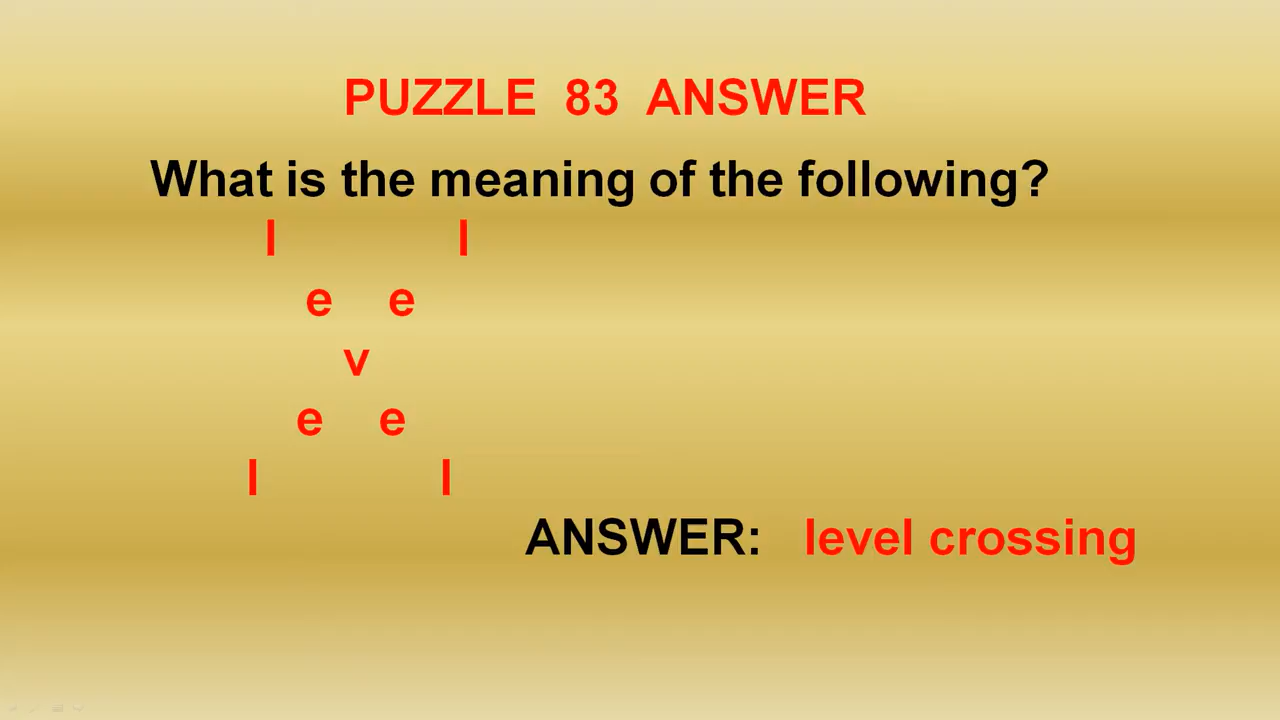 PUZZLE 83 ANSWER
What is the meaning of the following?
l l
e e
v
e e
l l
ANSWER: level crossing